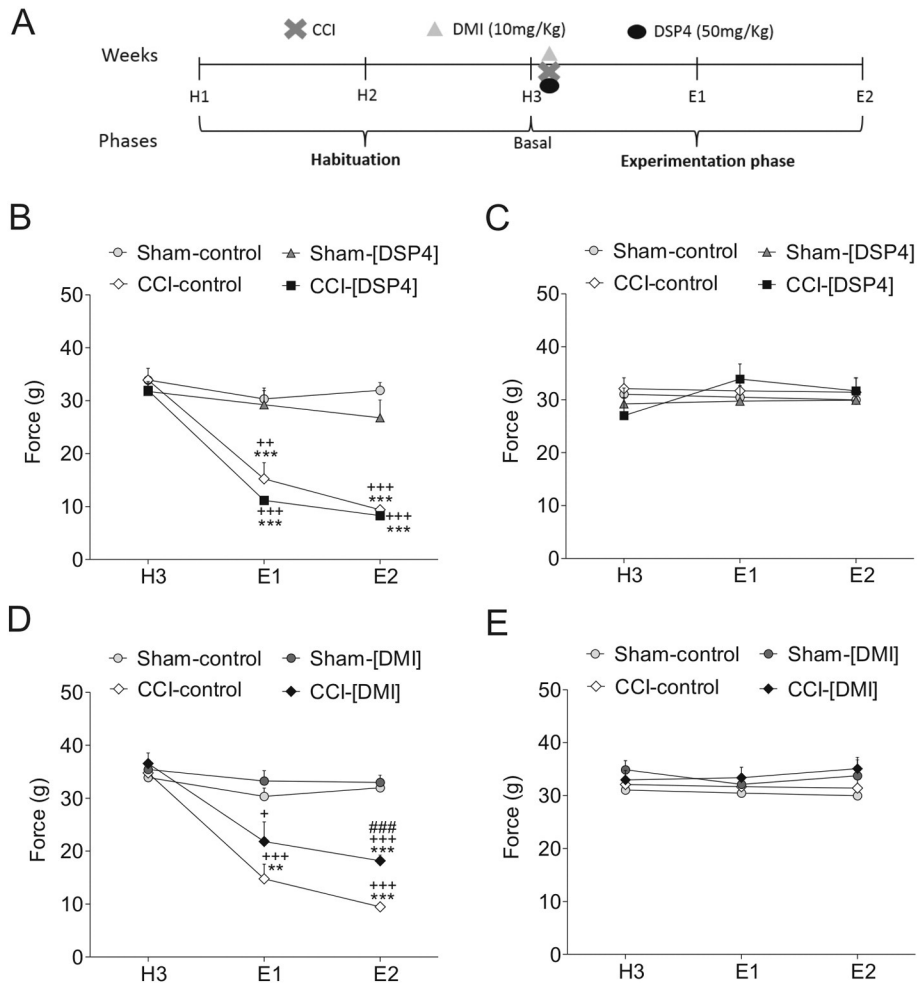 A
CCI
DMI (10mg/Kg)
DSP4 (50mg/Kg)
Weeks
H1
H2
H3
E1
E2
Phases
Habituation
Basal
Experimentation phase
B
Sham-control
Sham-[DSP4]
CCI-control
CCI-[DSP4]
50
40
30
20
10
0
Force (g)
++
***
+++
***
+++
***
+++
***
H3
E1
E2
C
Sham-control
Sham-[DSP4]
CCI-control
CCI-[DSP4]
50
40
30
20
10
0
Force (g)
H3
E1
E2
D
Sham-control
Sham-[DMI]
CCI-control
CCI-[DMI]
50
40
30
20
10
0
Force (g)
+
+++
**
###
+++
***
+++
***
H3
E1
E2
E
Sham-control
Sham-[DMI]
CCI-control
CCI-[DMI]
50
40
30
20
10
0
Force (g)
H3
E1
E2